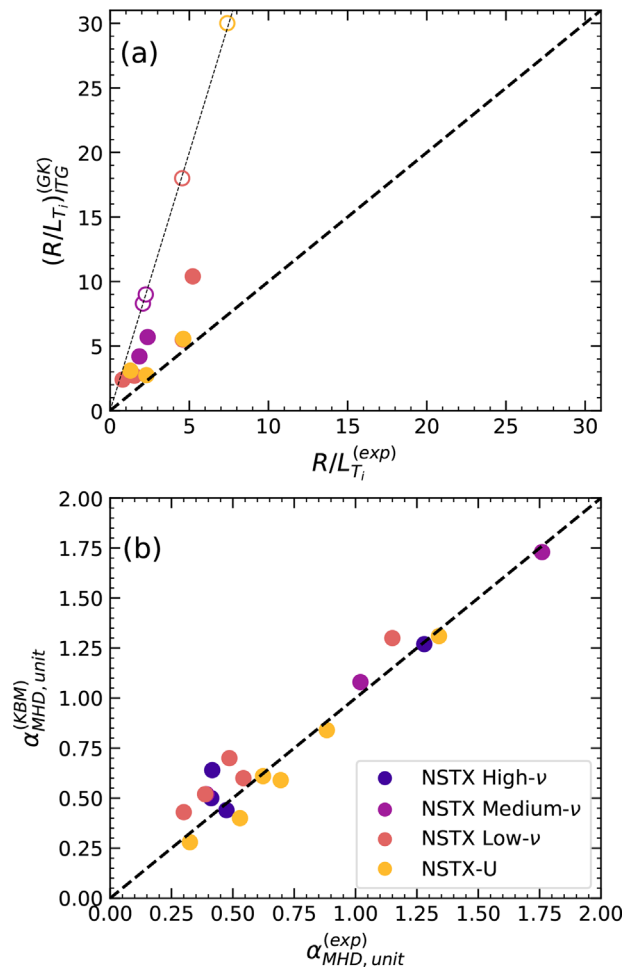 (a)
30
25
20
15
10
5
0
(R/L_{T_i})_{ITG}^{(GK)}
0 5 10 15 20 25 30
R/L_{T_i}^{(exp)}
(b)
2.00
1.75
1.50
1.25
1.00
0.75
0.50
0.25
0.00
α_{MHD, unit}^{(KBM)}
NSTX High-ν
NSTX Medium-ν
NSTX Low-ν
NSTX-U
0.00 0.25 0.50 0.75 1.00 1.25 1.50 1.75 2.00
α_{MHD, unit}^{(exp)}